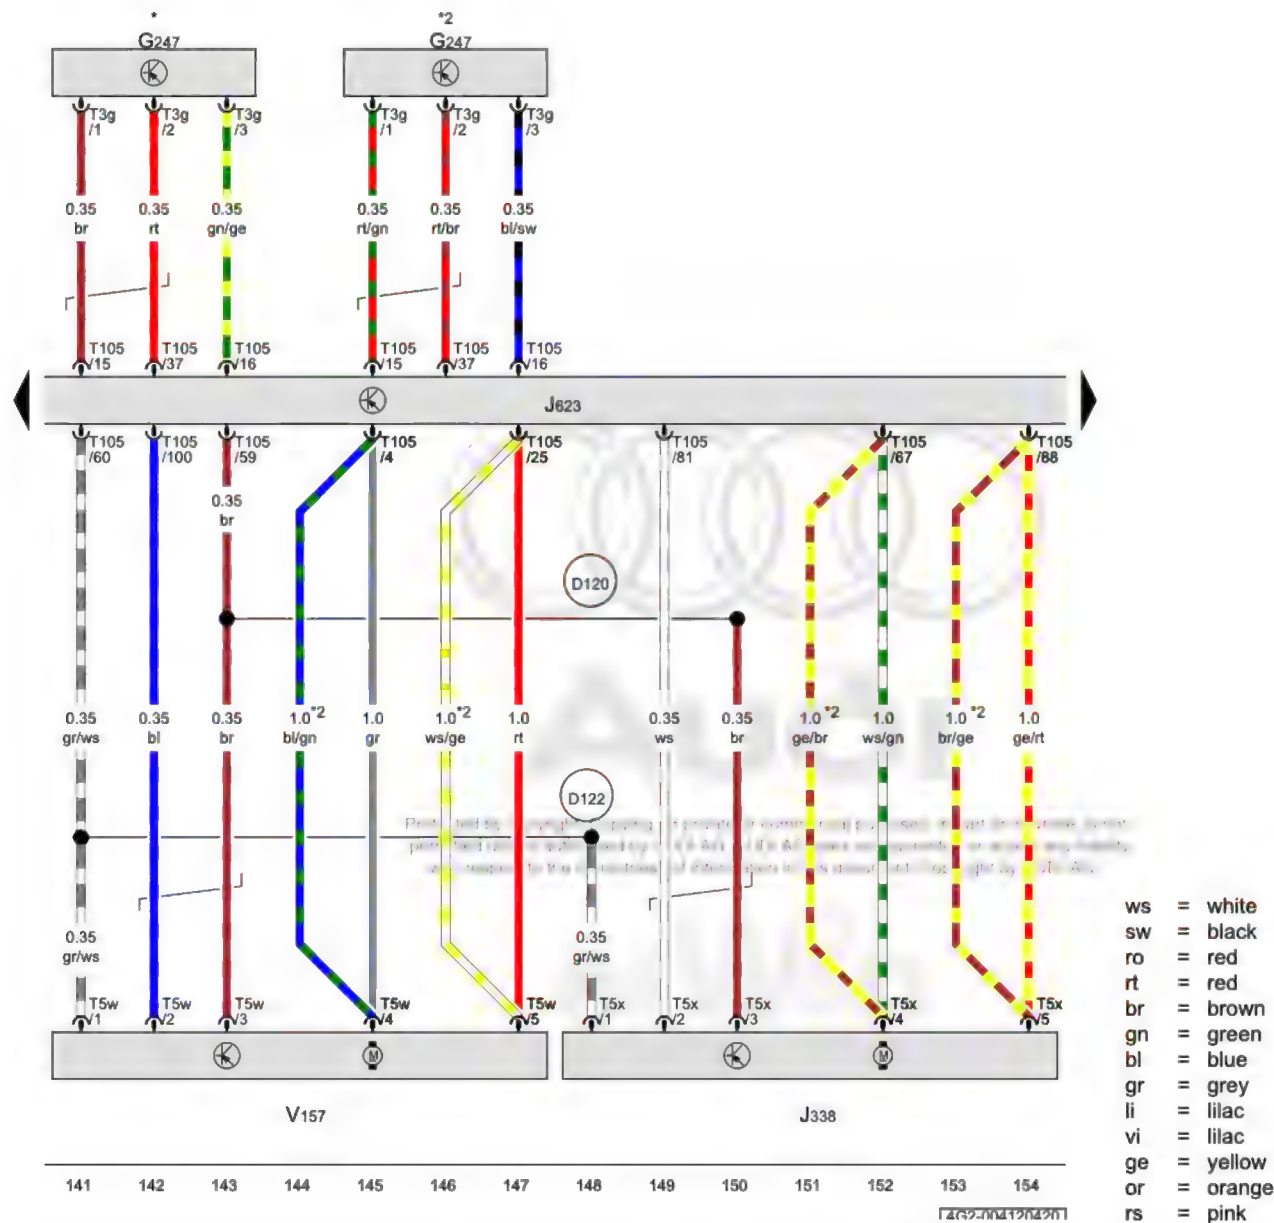 *
*2
G247
G247
T3g
/1
T3g
/2
T3g
/3
T3g
/1
T3g
/2
T3g
/3
0.35
0.35
0.35
0.35
0.35
0.35
br
rt
gn/ge
rt/gn
rt/br
bl/sw
T105
/15
T105
/37
T105
/16
T105
/15
T105
/37
T105
/16
J623
T105
/60
T105
/100
T105
/59
T105
/4
T105
/25
T105
/81
T105
/67
T105
/88
0.35
br
D120
Audi
0.35
0.35
0.35
1.0*2
1.0
1.0*2
1.0
0.35
0.35
1.0*2
1.0
1.0*2
1.0
gr/ws
bl
br
bl/gn
gr
ws/ge
rt
ws
br
ge/br
ws/gn
br/ge
ge/rt
D122
0.35
gr/ws
0.35
gr/ws
T5w
/1
T5w
/2
T5w
/3
T5w
/4
T5w
/5
T5x
/1
T5x
/2
T5x
/3
T5x
/4
T5x
/5
M
M
V157
J338
141 142 143 144 145 146 147 148 149 150 151 152 153 154
4G2-004120420
ws = white
sw = black
ro = red
rt = red
br = brown
gn = green
bl = blue
gr = grey
li = lilac
vi = lilac
ge = yellow
or = orange
rs = pink